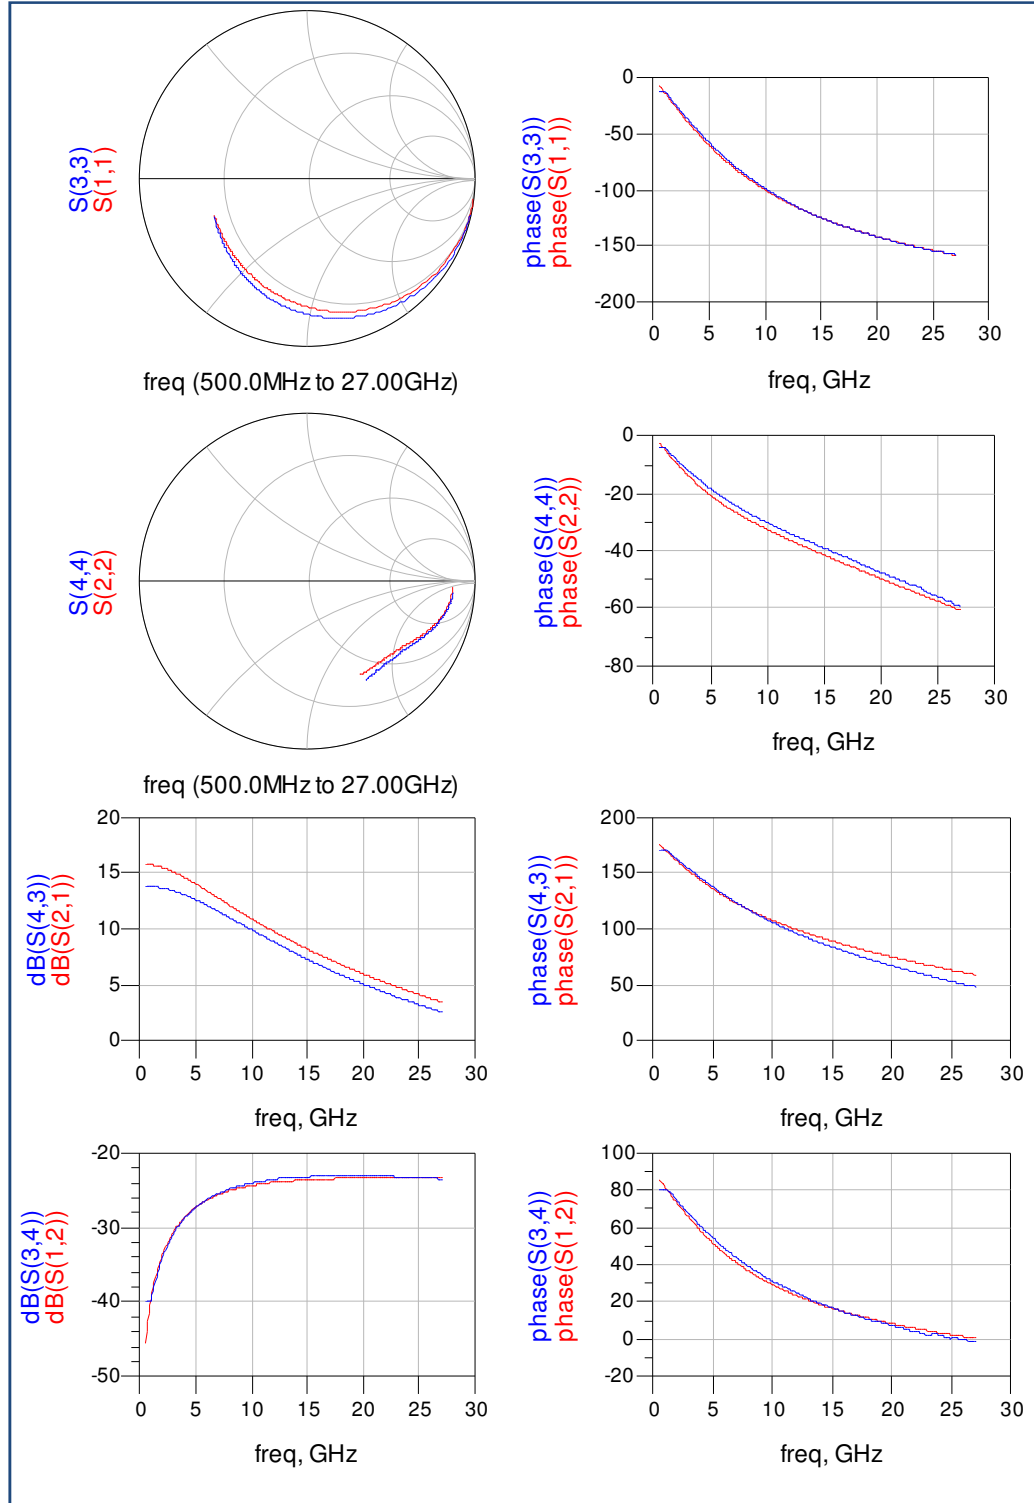 S(3,3)
S(1,1)
freq (500.0MHz to 27.00GHz)
phase(S(3,3))
phase(S(1,1))
0
-50
-100
-150
-200
0 5 10 15 20 25 30
freq, GHz
S(4,4)
S(2,2)
freq (500.0MHz to 27.00GHz)
phase(S(4,4))
phase(S(2,2))
0
-20
-40
-60
-80
0 5 10 15 20 25 30
freq, GHz
dB(S(4,3))
dB(S(2,1))
20
15
10
5
0
0 5 10 15 20 25 30
freq, GHz
phase(S(4,3))
phase(S(2,1))
200
150
100
50
0
0 5 10 15 20 25 30
freq, GHz
dB(S(3,4))
dB(S(1,2))
-20
-30
-40
-50
0 5 10 15 20 25 30
freq, GHz
phase(S(3,4))
phase(S(1,2))
100
80
60
40
20
0
-20
0 5 10 15 20 25 30
freq, GHz